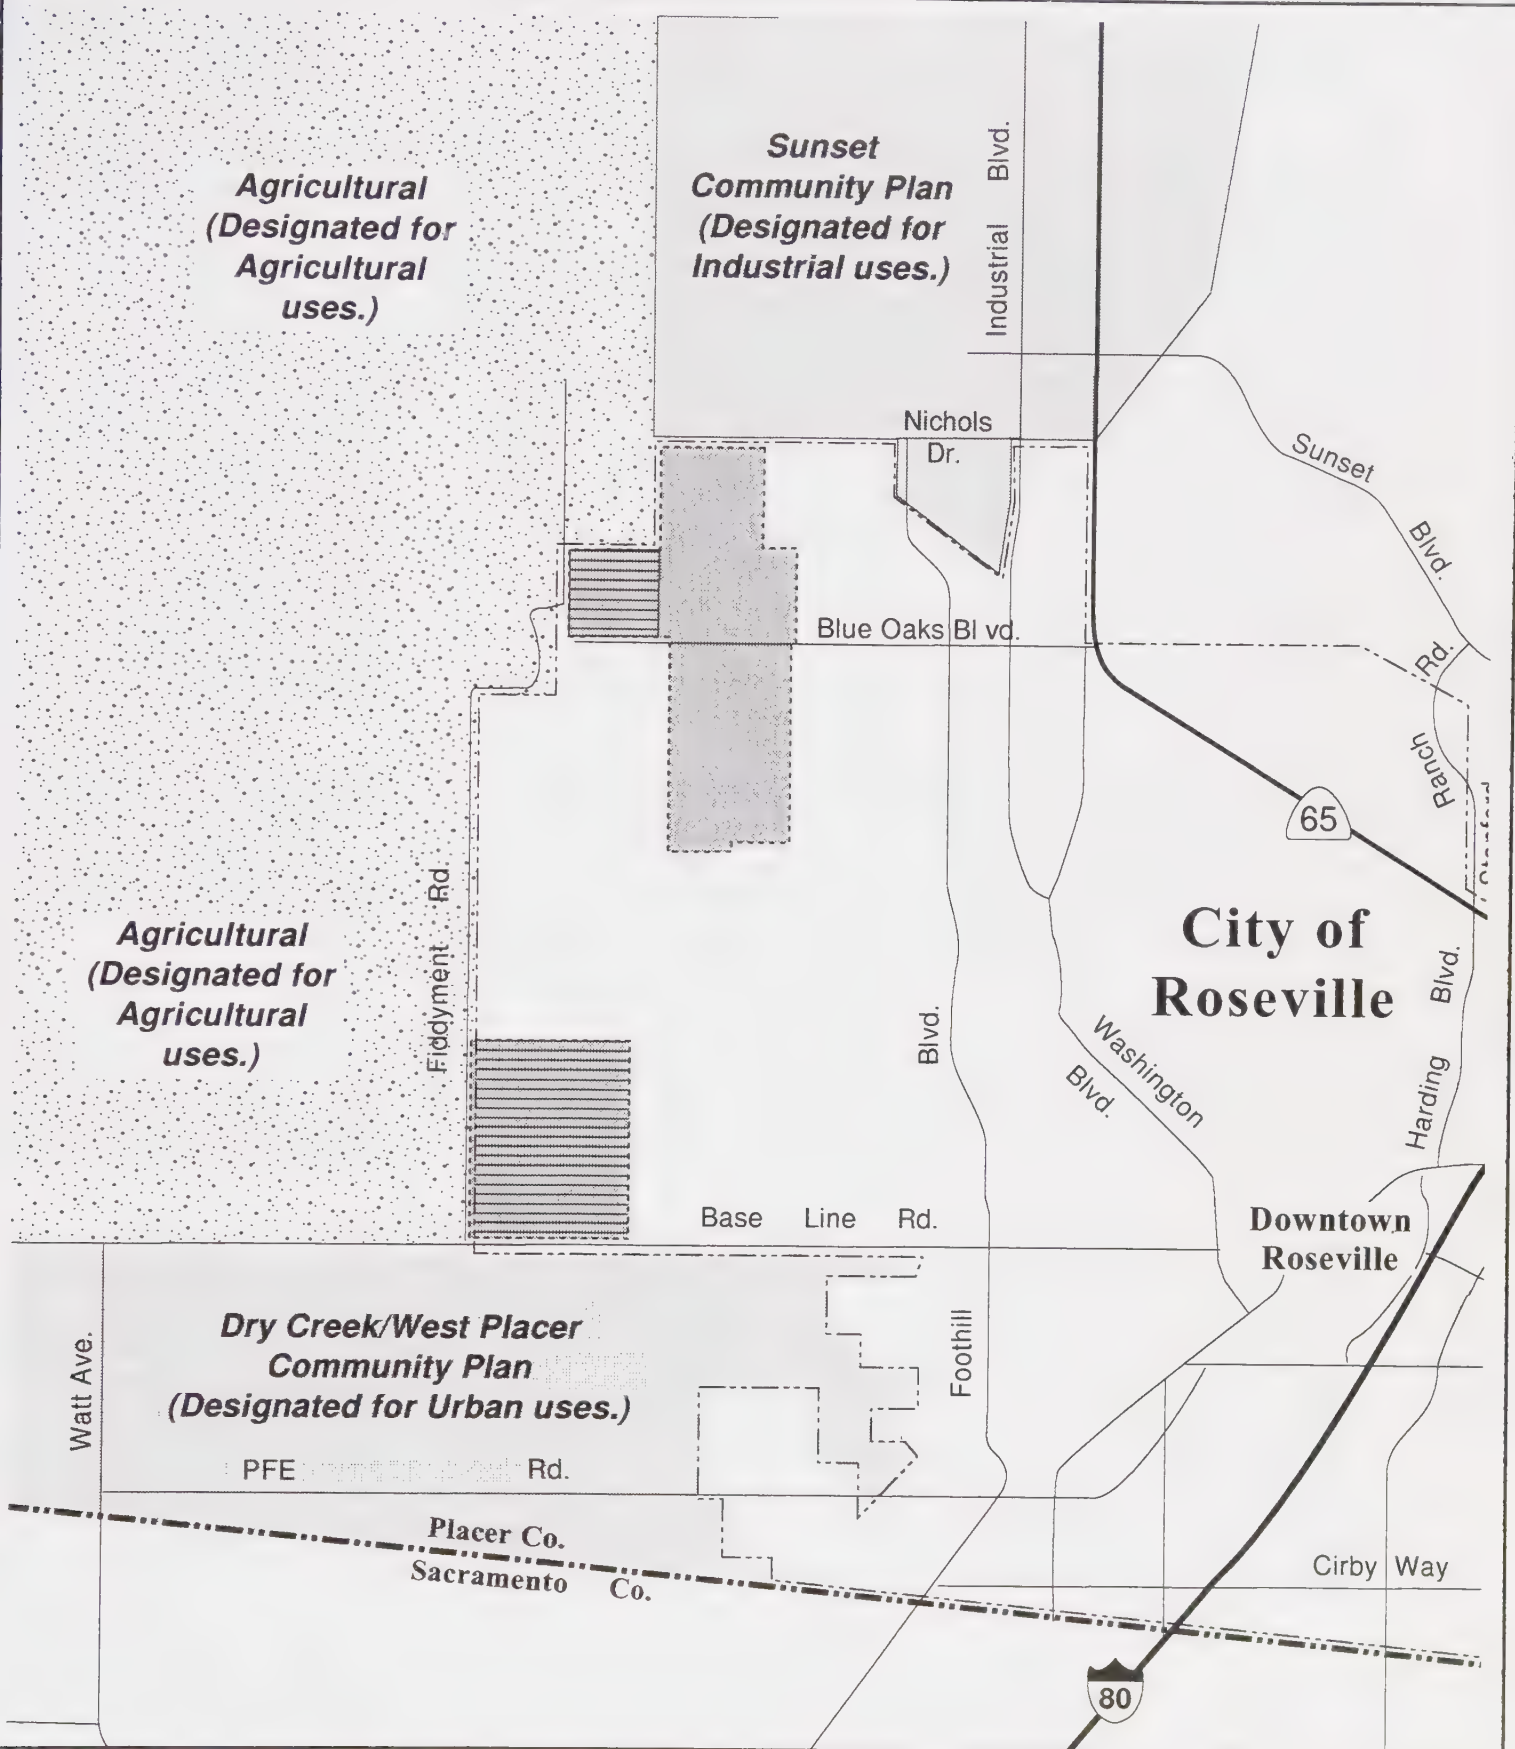 Sunset
Community Plan
(Designated for
Industrial uses.)
Industrial Blvd.
Agricultural
(Designated for
Agricultural
uses.)
Nichols
Dr.
Sunset
Blvd.
Blue Oaks Bl vd.
Rd.
Ranch
65
Fiddyment Rd.
City of
Roseville
Agricultural
(Designated for
Agricultural
uses.)
Blvd.
Harding
Blvd.
Washington
Blvd.
Base Line Rd.
Downtown
Roseville
Foothill
Dry Creek/West Placer
Community Plan
(Designated for Urban uses.)
Watt Ave.
PFE Rd.
Placer Co.
Sacramento Co.
Cirby Way
80